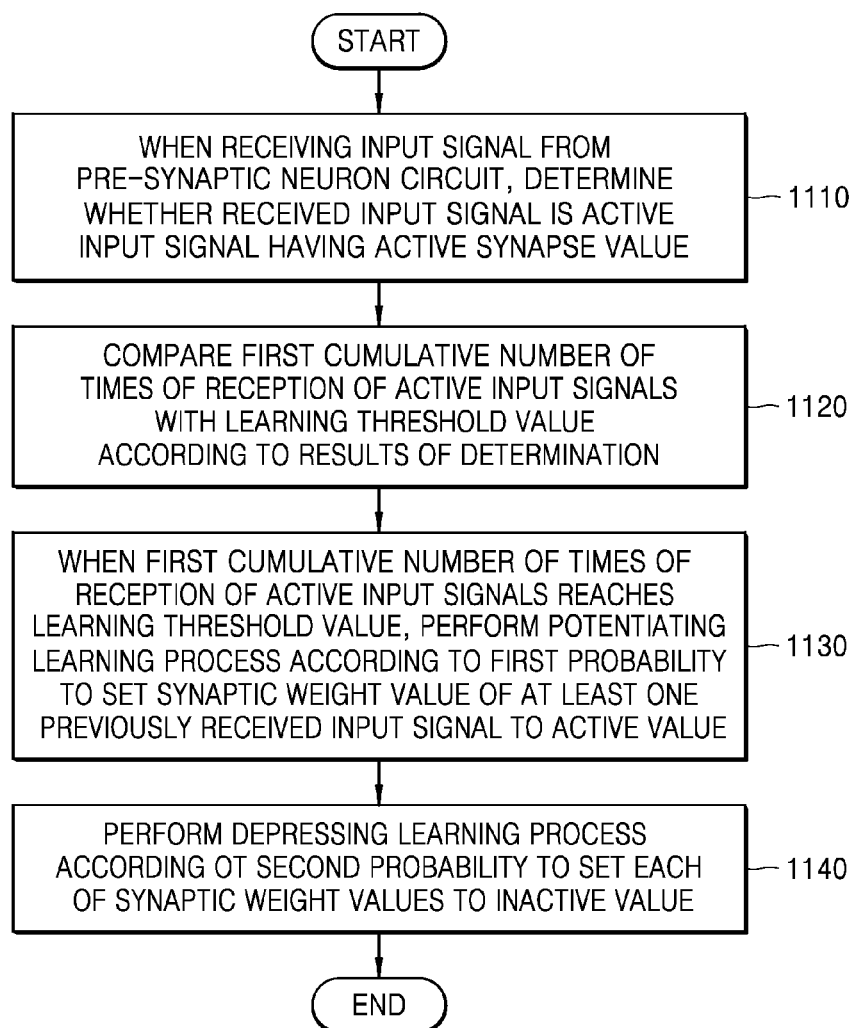 START
WHEN RECEIVING INPUT SIGNAL FROM
PRE-SYNAPTIC NEURON CIRCUIT, DETERMINE
WHETHER RECEIVED INPUT SIGNAL IS ACTIVE
INPUT SIGNAL HAVING ACTIVE SYNAPSE VALUE
1110
COMPARE FIRST CUMULATIVE NUMBER OF
TIMES OF RECEPTION OF ACTIVE INPUT SIGNALS
WITH LEARNING THRESHOLD VALUE
ACCORDING TO RESULTS OF DETERMINATION
1120
WHEN FIRST CUMULATIVE NUMBER OF TIMES OF
RECEPTION OF ACTIVE INPUT SIGNALS REACHES
LEARNING THRESHOLD VALUE, PERFORM POTENTIATING
LEARNING PROCESS ACCORDING TO FIRST PROBABILITY
TO SET SYNAPTIC WEIGHT VALUE OF AT LEAST ONE
PREVIOUSLY RECEIVED INPUT SIGNAL TO ACTIVE VALUE
1130
PERFORM DEPRESSING LEARNING PROCESS
ACCORDING OT SECOND PROBABILITY TO SET EACH
OF SYNAPTIC WEIGHT VALUES TO INACTIVE VALUE
1140
END